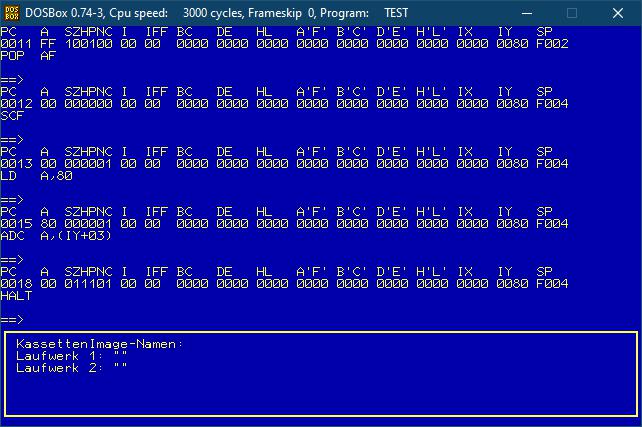 DOS
BOX
DOSBox 0.74-3, Cpu speed: 3000 cycles, Frameskip 0, Program: TEST
PC A SZHPNC I IFF BC DE HL A'F' B'C' D'E' H'L' IX IY SP
0011 FF 100100 00 00 0000 0000 0000 0000 0000 0000 0000 0000 0080 F002
POP AF
==>
PC A SZHPNC I IFF BC DE HL A'F' B'C' D'E' H'L' IX IY SP
0012 00 000000 00 00 0000 0000 0000 0000 0000 0000 0000 0000 0080 F004
SCF
==>
PC A SZHPNC I IFF BC DE HL A'F' B'C' D'E' H'L' IX IY SP
0013 00 000001 00 00 0000 0000 0000 0000 0000 0000 0000 0000 0080 F004
LD A,80
==>
PC A SZHPNC I IFF BC DE HL A'F' B'C' D'E' H'L' IX IY SP
0015 80 000001 00 00 0000 0000 0000 0000 0000 0000 0000 0000 0080 F004
ADC A,(IY+03)
==>
PC A SZHPNC I IFF BC DE HL A'F' B'C' D'E' H'L' IX IY SP
0018 00 011101 00 00 0000 0000 0000 0000 0000 0000 0000 0000 0080 F004
HALT
==>
KassettenImage-Namen:
Laufwerk 1: ""
Laufwerk 2: ""